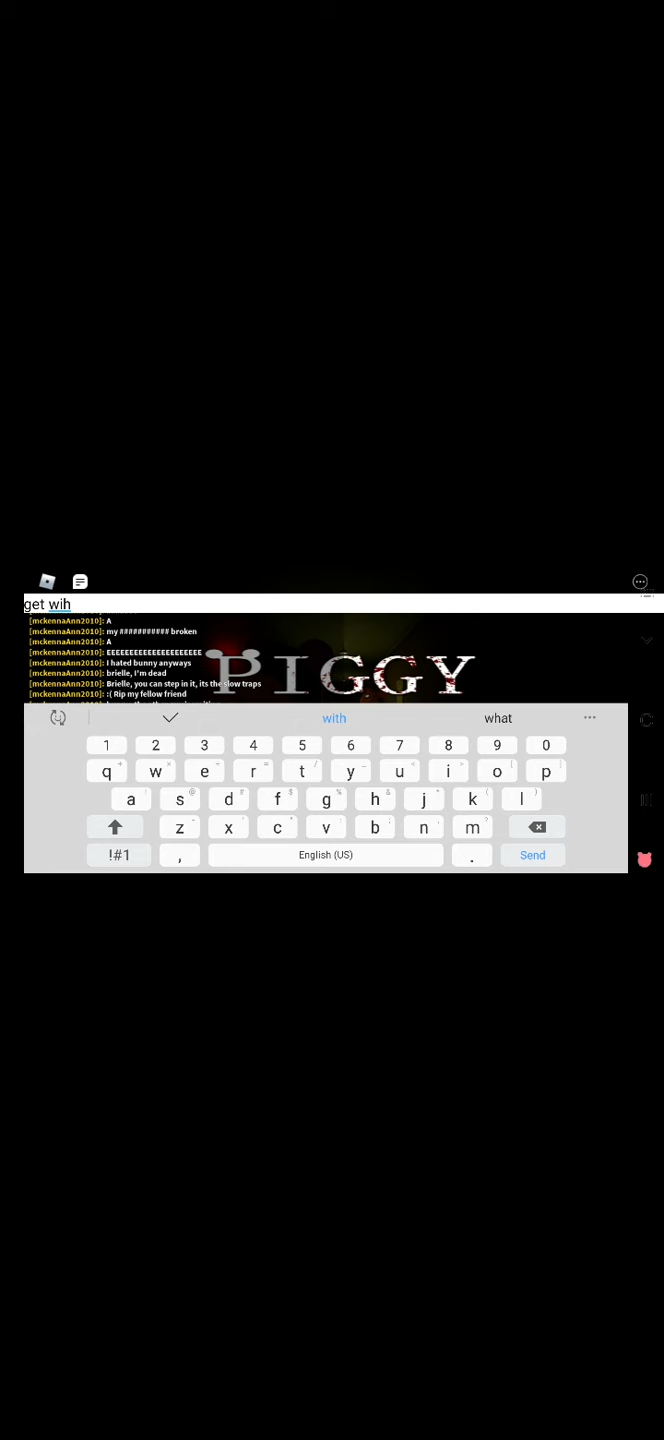 get wih
[mckennaAnn2010]: A
[mckennaAnn2010]: my ########### broken
[mckennaAnn2010]: A
[mckennaAnn2010]: EEEEEEEEEEEEEEEEEEEEE
[mckennaAnn2010]: I hated bunny anyways
[mckennaAnn2010]: brielle, I'm dead
[mckennaAnn2010]: Brielle, you can step in it, its the slow traps
[mckennaAnn2010]: :( Rip my fellow friend
PIGGY
with what
1 2 3 4 5 6 7 8 9 0
q w e r t y u i o p
a s d f g h j k l
z x c v b n m
!#1 , English (US) . Send